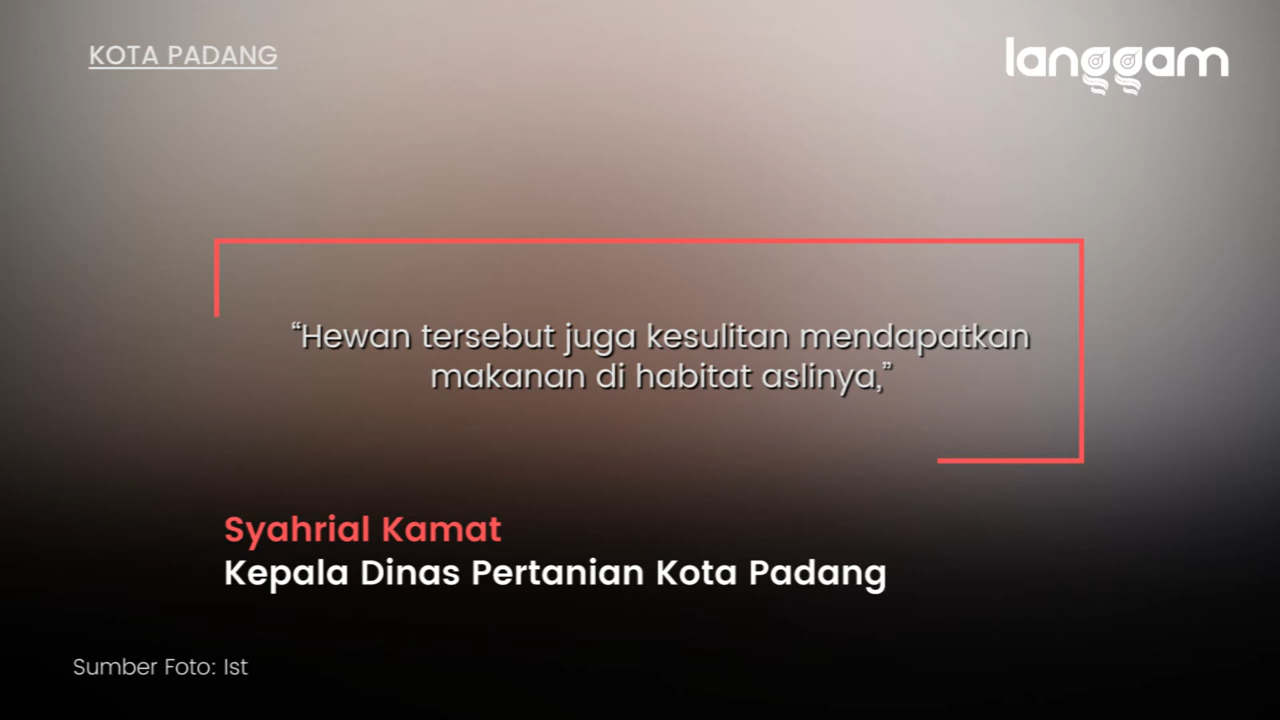 KOTA PADANG
langgam
“Hewan tersebut juga kesulitan mendapatkan
makanan di habitat aslinya,”
Syahrial Kamat
Kepala Dinas Pertanian Kota Padang
Sumber Foto: Ist